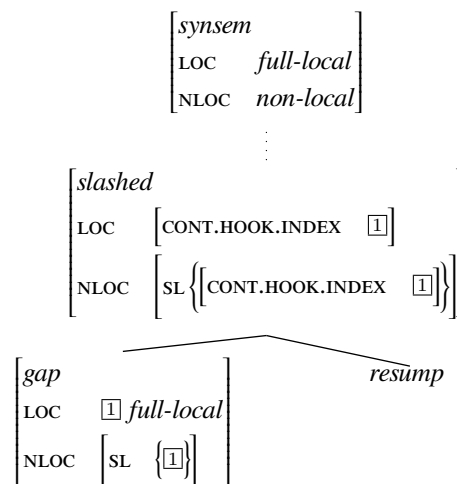 synsem
LOC full-local
NLOC non-local
slashed
LOC [CONT.HOOK.INDEX 1]
NLOC [SL {[CONT.HOOK.INDEX 1]}]
gap resump
LOC 1 full-local
NLOC [SL {1}]